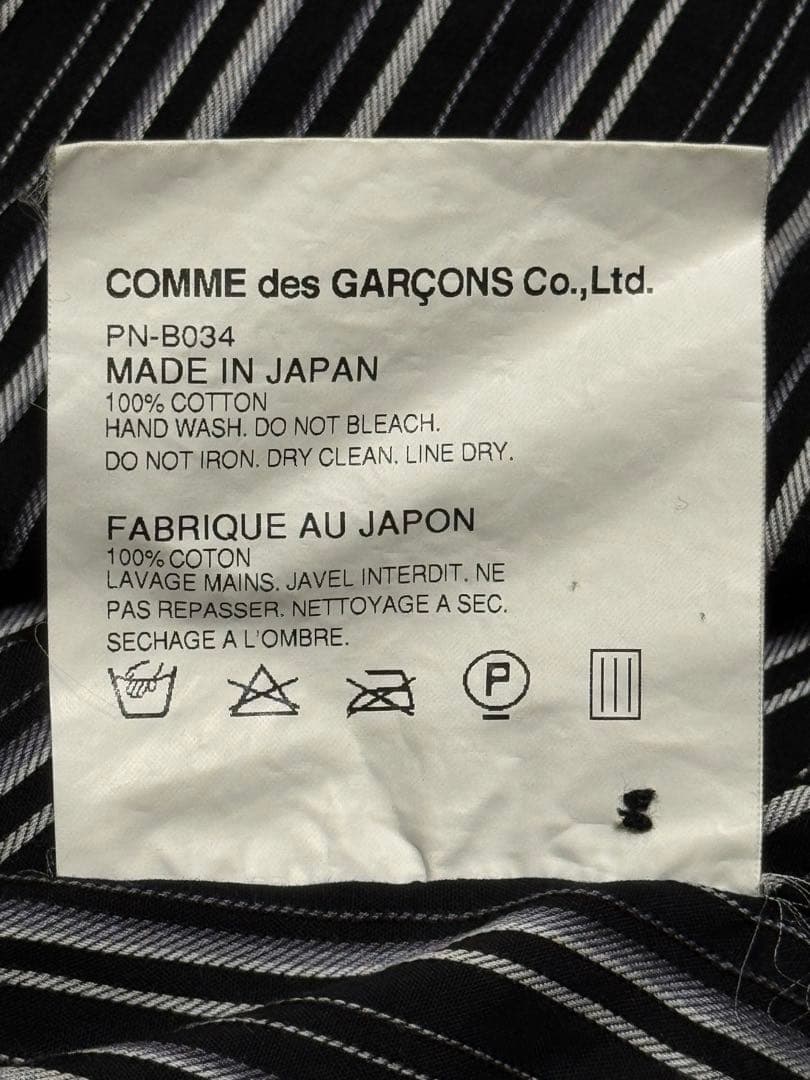 COMME des GARÇONS Co.,Ltd.
PN-B034
MADE IN JAPAN
100% COTTON
HAND WASH. DO NOT BLEACH.
DO NOT IRON. DRY CLEAN. LINE DRY.
FABRIQUE AU JAPON
100% COTON
LAVAGE MAINS. JAVEL INTERDIT. NE
PAS REPASSER. NETTOYAGE A SEC.
SECHAGE A L'OMBRE.
P